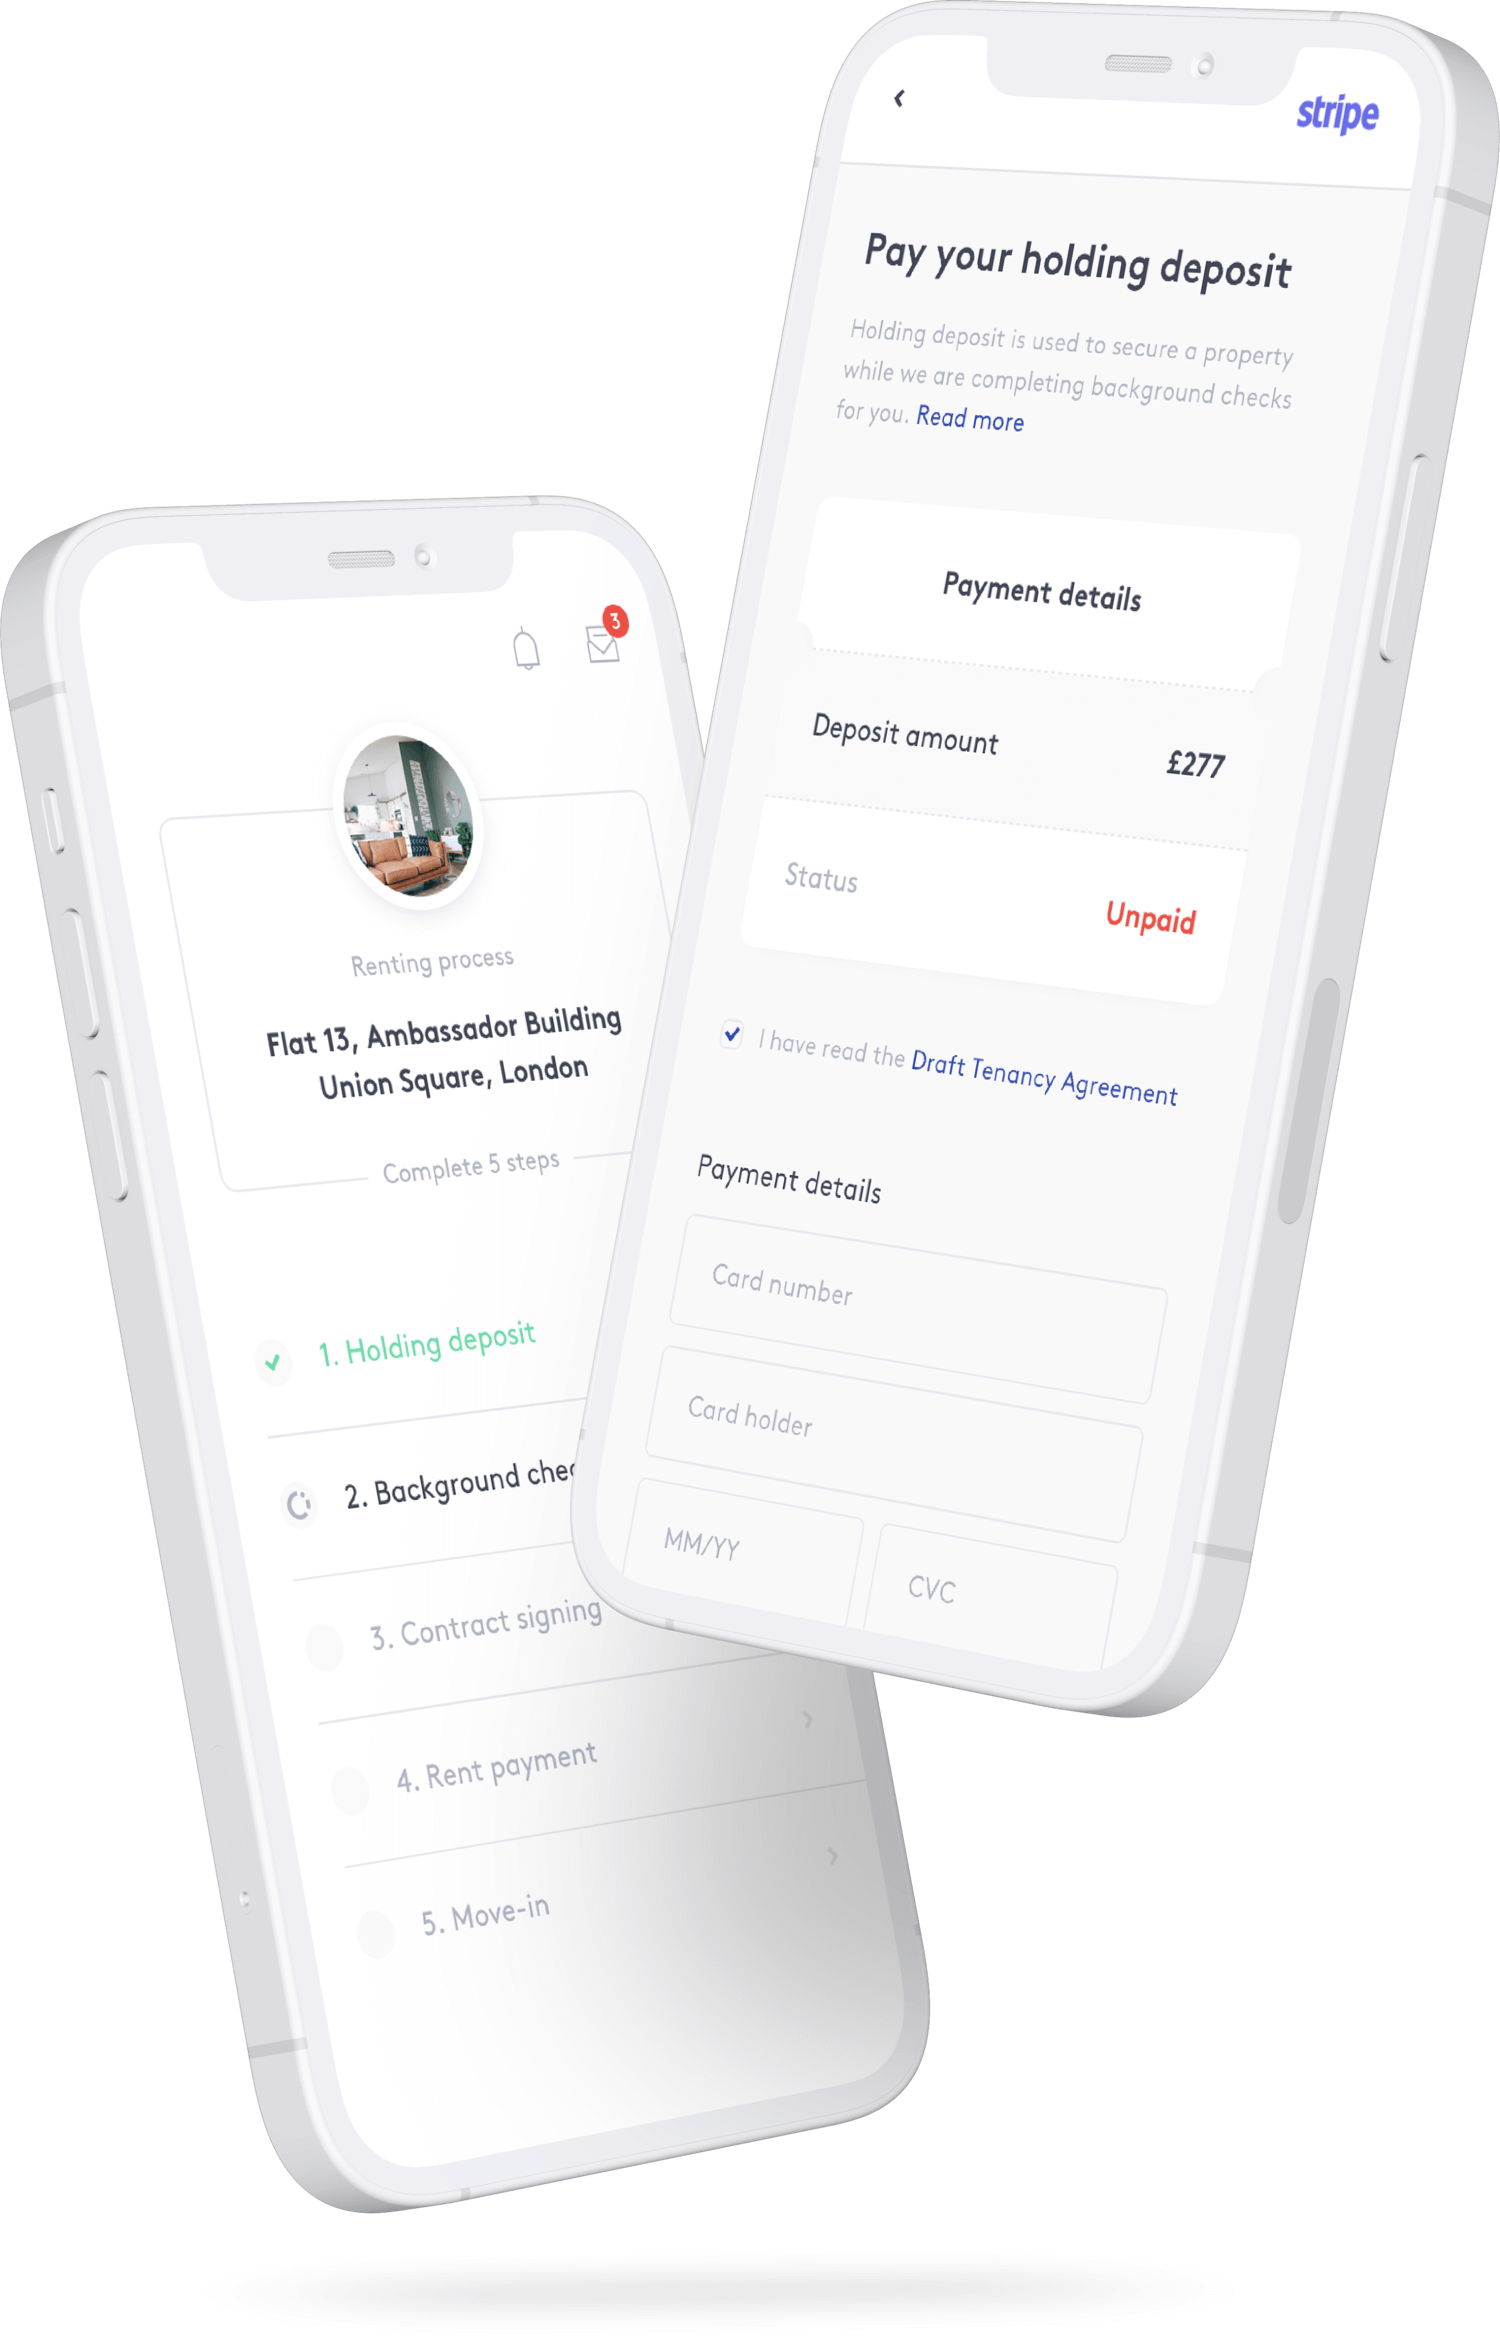 stripe
Pay your holding deposit
Holding deposit is used to secure a property
while we are completing background checks
for you. Read more
Payment details
Deposit amount
£277
Status
Unpaid
I have read the Draft Tenancy Agreement
Payment details
Card number
Card holder
MM/YY
CVC
3
Renting process
Flat 13, Ambassador Building
Union Square, London
Complete 5 steps
1. Holding deposit
2. Background
3. Contract signing
4. Rent payment
5. Move-in